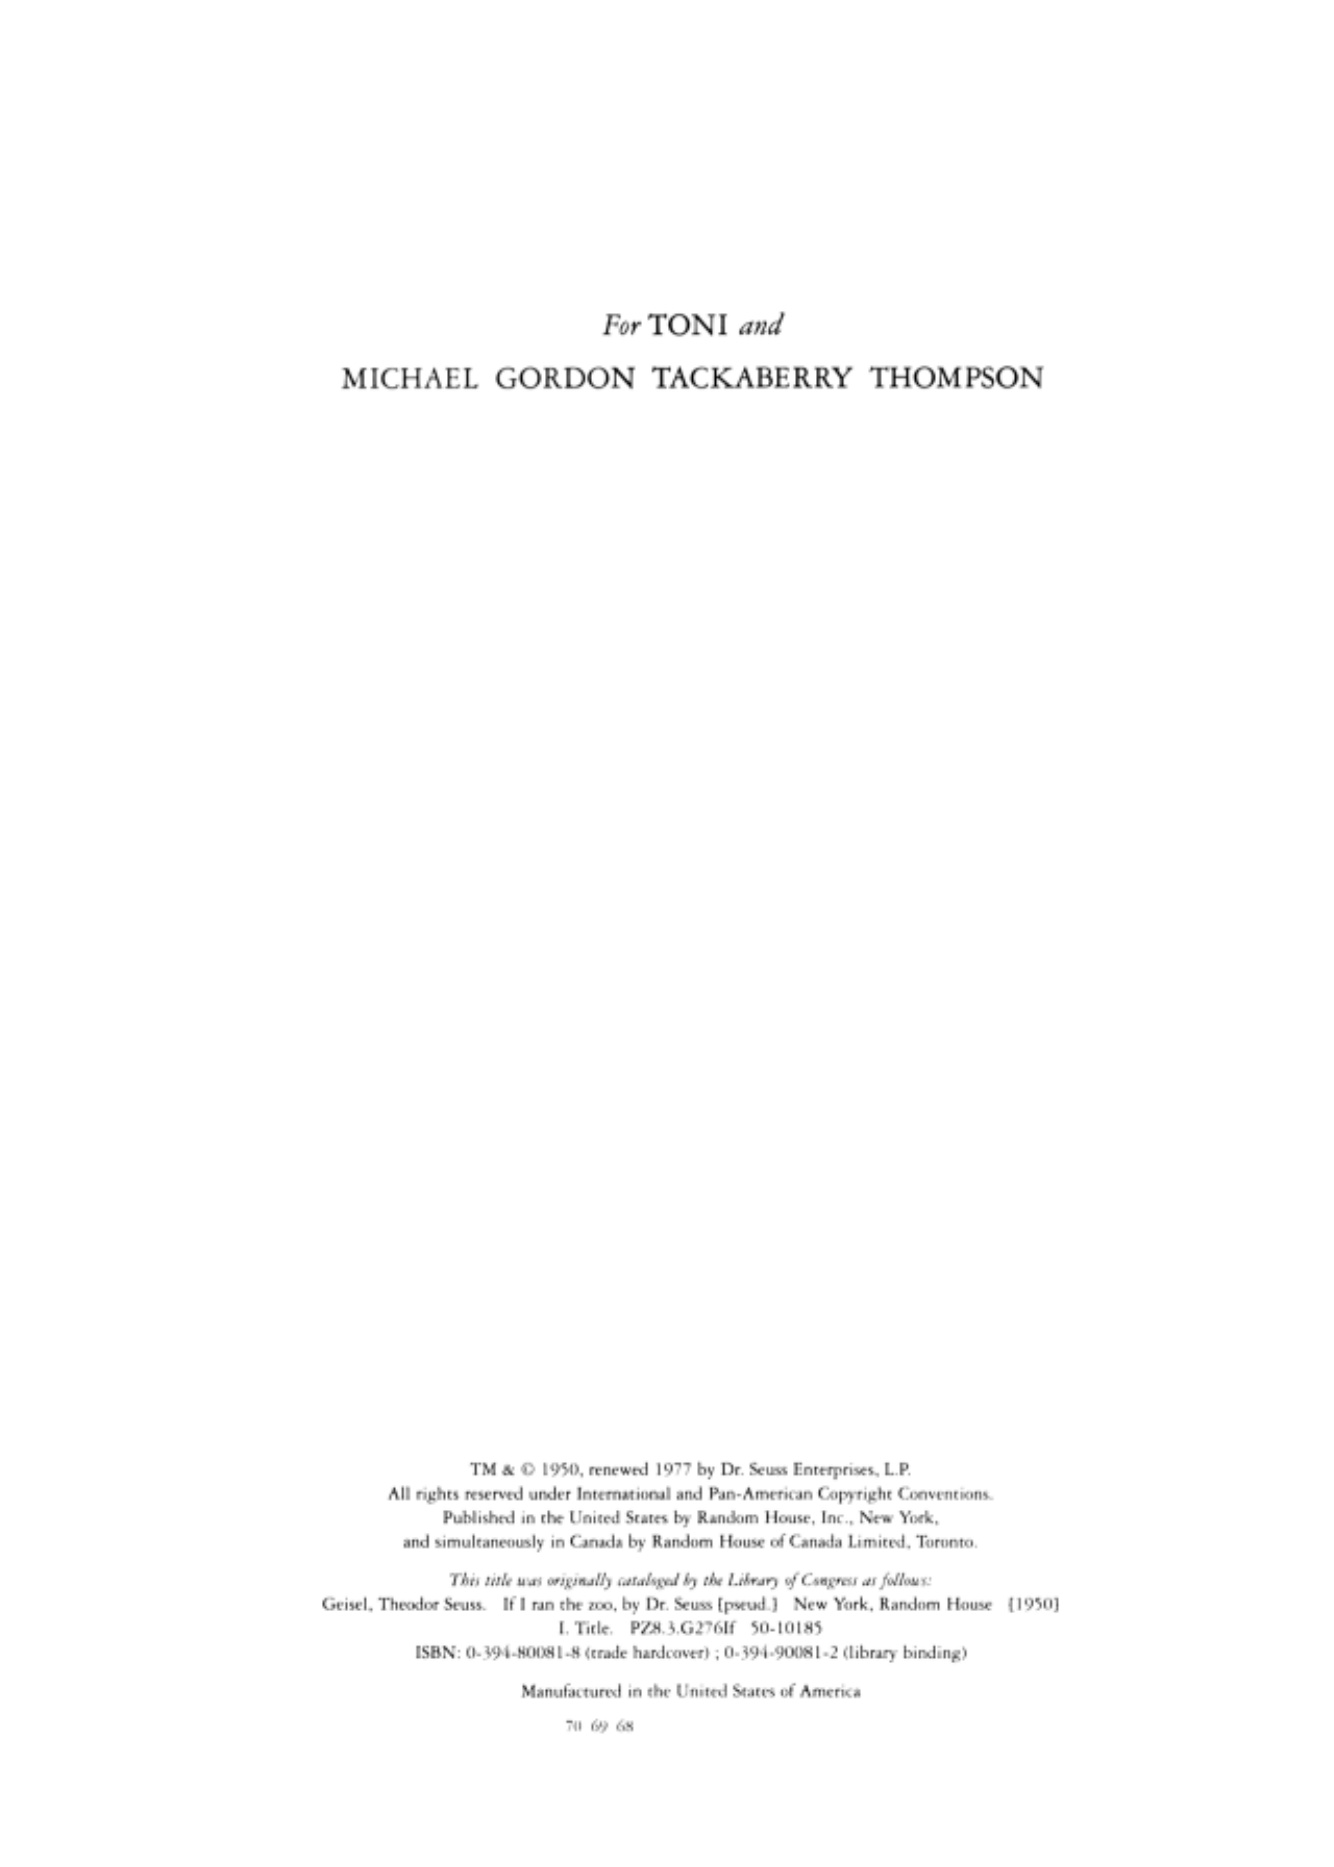 For TONI and
MICHAEL GORDON TACKABERRY THOMPSON
TM & © 1950, renewed 1977 by Dr. Seuss Enterprises, L.P.
All rights reserved under International and Pan-American Copyright Conventions.
Published in the United States by Random House, Inc., New York,
and simultaneously in Canada by Random House of Canada Limited, Toronto.
This title was originally cataloged by the Library of Congress as follows:
Geisel, Theodor Seuss. If I ran the zoo, by Dr. Seuss [pseud.] New York, Random House [1950]
I. Title. PZ8.3.G276If 50-10185
ISBN: 0-394-80081-8 (trade hardcover) ; 0-394-90081-2 (library binding)
Manufactured in the United States of America
70 69 68